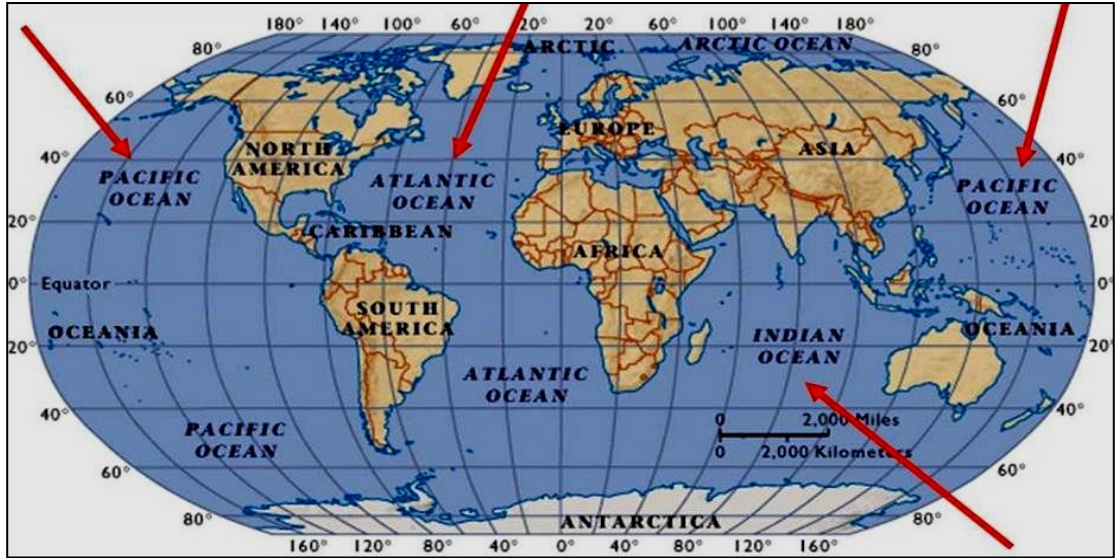 180° 140° 100° 60° 20° 20° 60° 100° 140° 180°
80° ARCTIC ARCTIC OCEAN 80°
60° 60°
EUROPE
40° NORTH AMERICA ASIA 40°
PACIFIC OCEAN ATLANTIC OCEAN PACIFIC OCEAN
20° 20°
CARIBBEAN AFRICA
0° Equator 0°
SOUTH AMERICA
OCEANIA INDIAN OCEAN OCEANIA
20° 20°
ATLANTIC OCEAN
40° 0 2,000 Miles 40°
PACIFIC OCEAN 0 2,000 Kilometers
60° 60°
80° ANTARCTICA 80°
160° 120° 80° 40° 0° 40° 80° 120° 160°